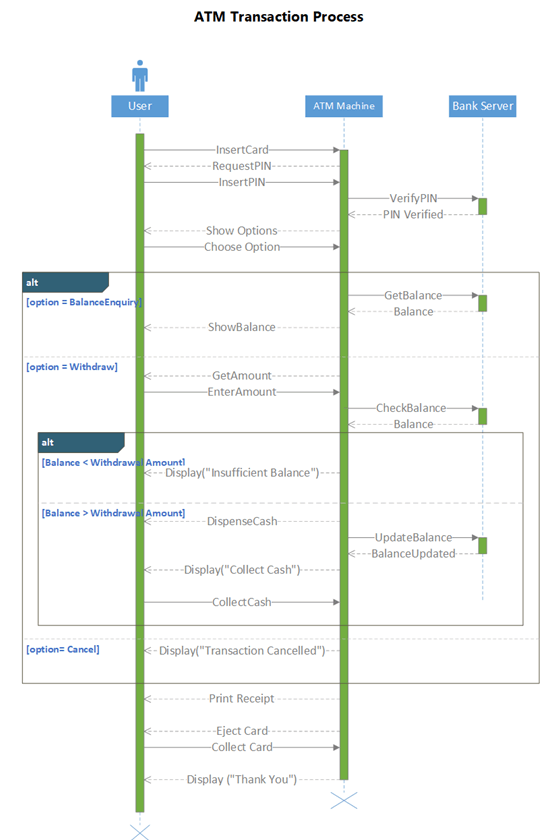 ATM Transaction Process
User
ATM Machine
Bank Server
InsertCard
RequestPIN
InsertPIN
VerifyPIN
PIN Verified
Show Options
Choose Option
alt
[option = BalanceEnquiry]
GetBalance
Balance
ShowBalance
[option = Withdraw]
GetAmount
EnterAmount
CheckBalance
Balance
alt
[Balance < Withdrawal Amount]
Display("Insufficient Balance")
[Balance > Withdrawal Amount]
DispenseCash
UpdateBalance
BalanceUpdated
Display("Collect Cash")
CollectCash
[option= Cancel]
Display("Transaction Cancelled")
Print Receipt
Eject Card
Collect Card
Display ("Thank You")